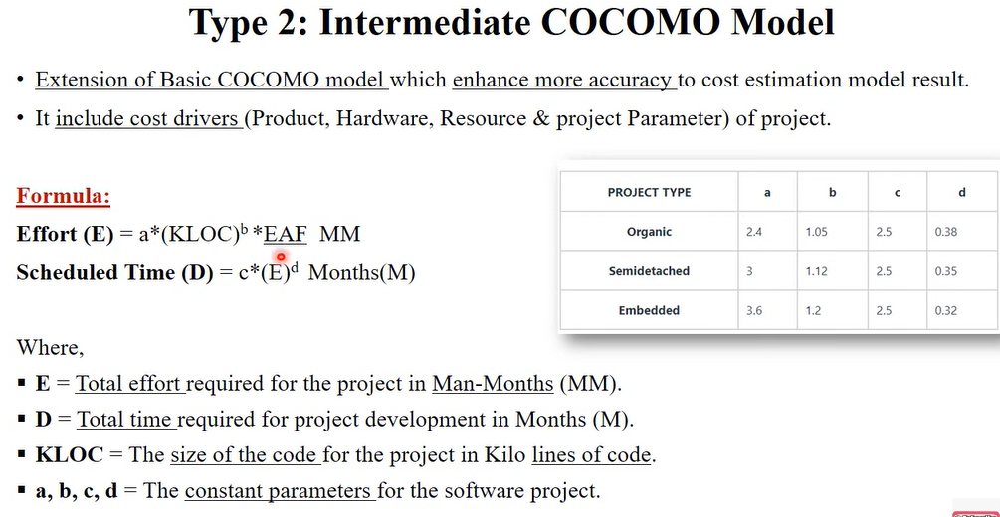 Type 2: Intermediate COCOMO Model
• Extension of Basic COCOMO model which enhance more accuracy to cost estimation model result.
• It include cost drivers (Product, Hardware, Resource & project Parameter) of project.
Formula:
Effort (E) = a*(KLOC)ᵇ *EAF MM
Scheduled Time (D) = c*(E)ᵈ Months(M)
PROJECT TYPE a b c d
Organic 2.4 1.05 2.5 0.38
Semidetached 3 1.12 2.5 0.35
Embedded 3.6 1.2 2.5 0.32
Where,
▪ E = Total effort required for the project in Man-Months (MM).
▪ D = Total time required for project development in Months (M).
▪ KLOC = The size of the code for the project in Kilo lines of code.
▪ a, b, c, d = The constant parameters for the software project.